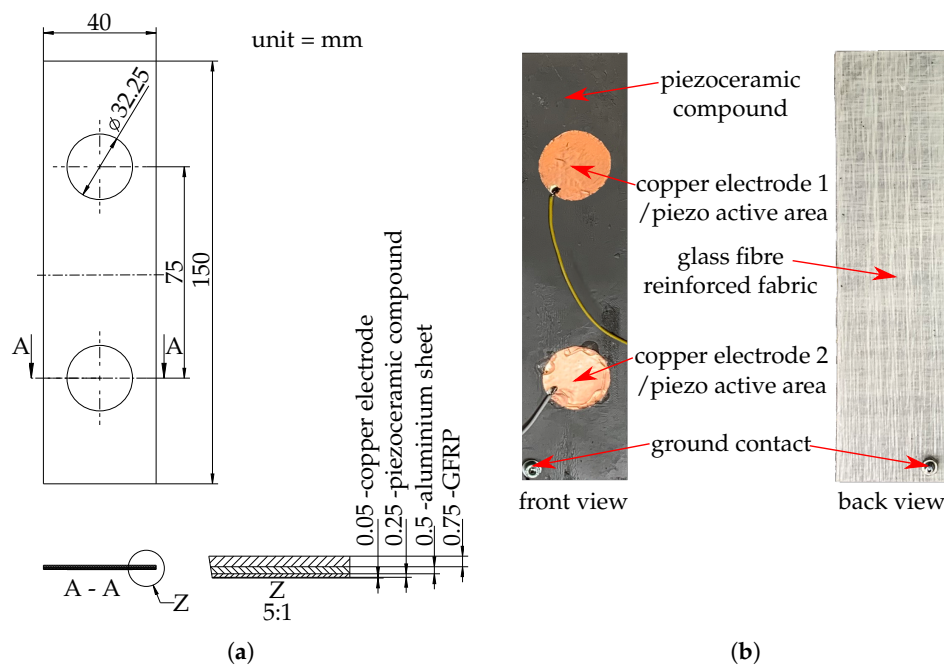 (a)
40
unit = mm
ø32.25
75
150
A
A
0.05 -copper electrode
0.25 -piezoceramic compound
0.5 -aluminium sheet
0.75 -GFRP
A - A
Z
Z
5:1
(a)
(b)
piezoceramic
compound
copper electrode 1
/piezo active area
glass fibre
reinforced fabric
copper electrode 2
/piezo active area
ground contact
front view
back view
(b)